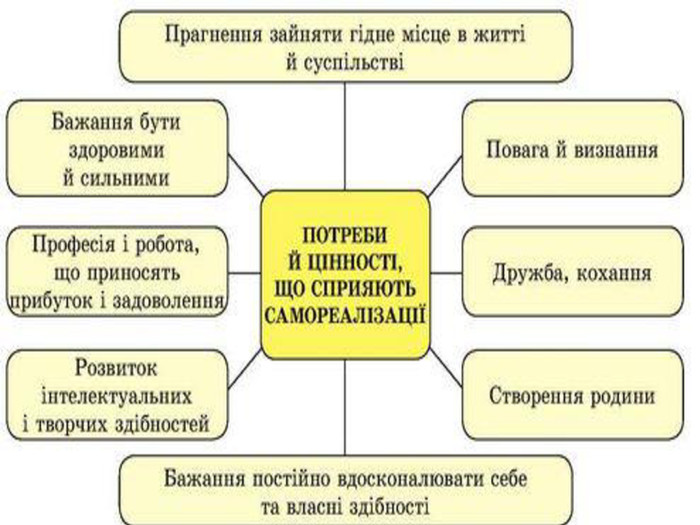 Прагнення зайняти гідне місце в житті
й суспільстві
Бажання бути
здоровими
й сильними
Повага й визнання
ПОТРЕБИ
Й ЦІННОСТІ,
ЩО СПРИЯЮТЬ
САМОРЕАЛІЗАЦІЇ
Професія і робота,
що приносять
прибуток і задоволення
Дружба, кохання
Розвиток
інтелектуальних
і творчих здібностей
Створення родини
Бажання постійно вдосконалювати себе
та власні здібності